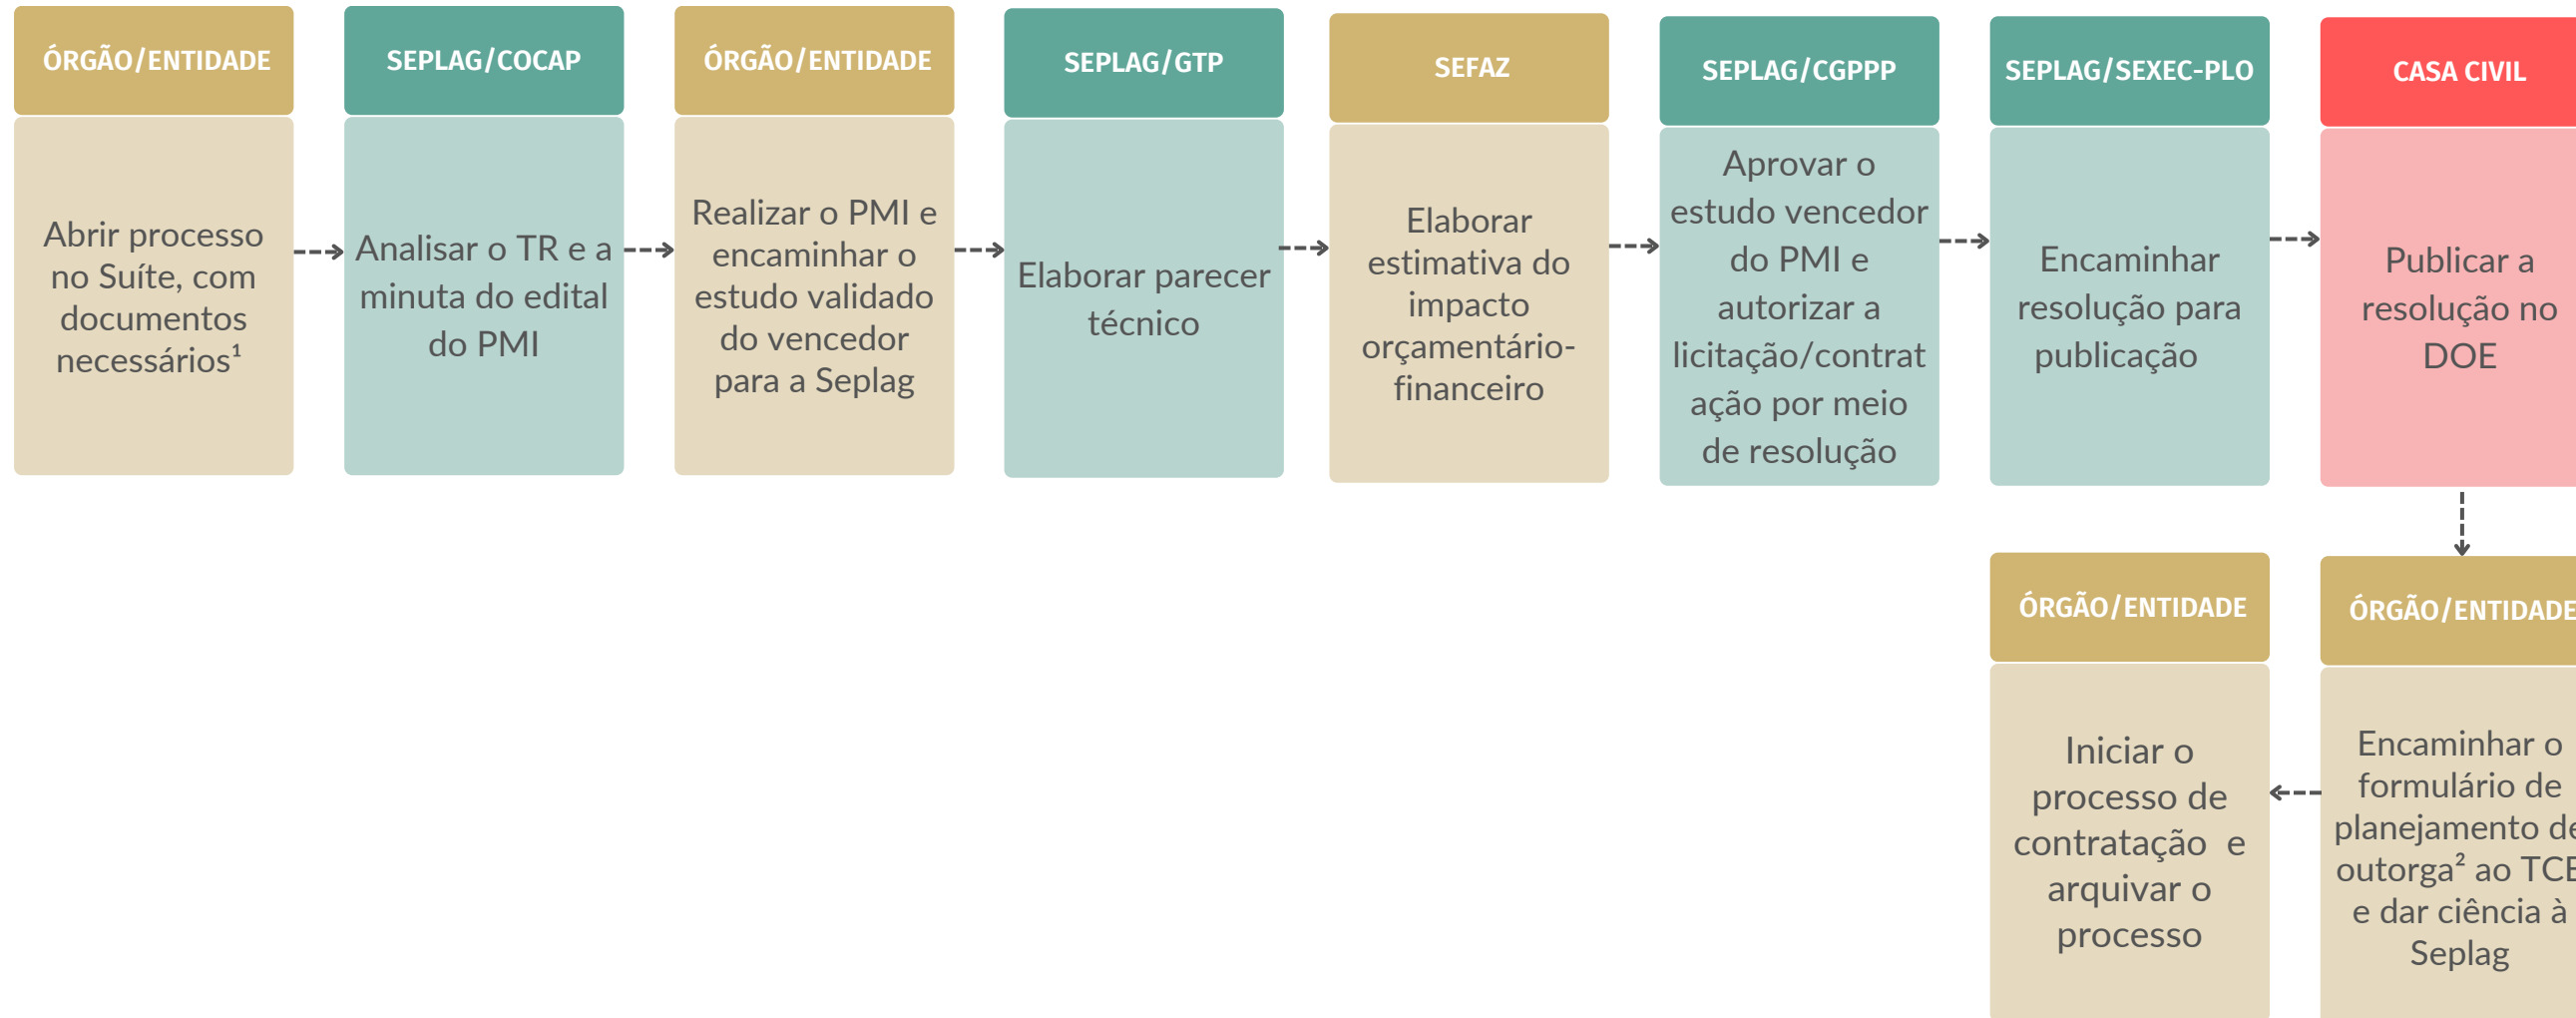 ÓRGÃO/ENTIDADE
Abrir processo
no Suíte, com
documentos
necessários¹
SEPLAG/COCAP
Analisar o TR e a
minuta do edital
do PMI
ÓRGÃO/ENTIDADE
Realizar o PMI e
encaminhar o
estudo validado
do vencedor
para a Seplag
SEPLAG/GTP
Elaborar parecer
técnico
SEFAZ
Elaborar
estimativa do
impacto
orçamentário-
financeiro
SEPLAG/CGPPP
Aprovar o
estudo vencedor
do PMI e
autorizar a
licitação/contrat
ação por meio
de resolução
SEPLAG/SEXEC-PLO
Encaminhar
resolução para
publicação
CASA CIVIL
Publicar a
resolução no
DOE
ÓRGÃO/ENTIDADE
Encaminhar o
formulário de
planejamento de
outorga² ao TCE
e dar ciência à
Seplag
ÓRGÃO/ENTIDADE
Iniciar o
processo de
contratação e
arquivar o
processo